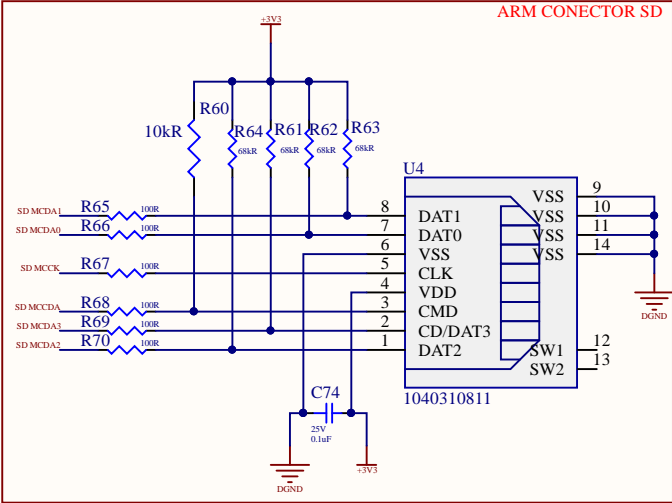 ARM CONECTOR SD
+3V3
R60
10kR
R64
68kR
R61
68kR
R62
68kR
R63
68kR
U4
SD MCDA1 R65 100R 8 DAT1 VSS 9
SD MCDA0 R66 100R 7 DAT0 VSS 10
6 VSS VSS 11
SD MCCK R67 100R 5 CLK VSS 14
4 VDD
SD MCCDA R68 100R 3 CMD
SD MCDA3 R69 100R 2 CD/DAT3 SW1 12
SD MCDA2 R70 100R 1 DAT2 SW2 13
DGND
1040310811
C74
25V
0.1uF
DGND
+3V3